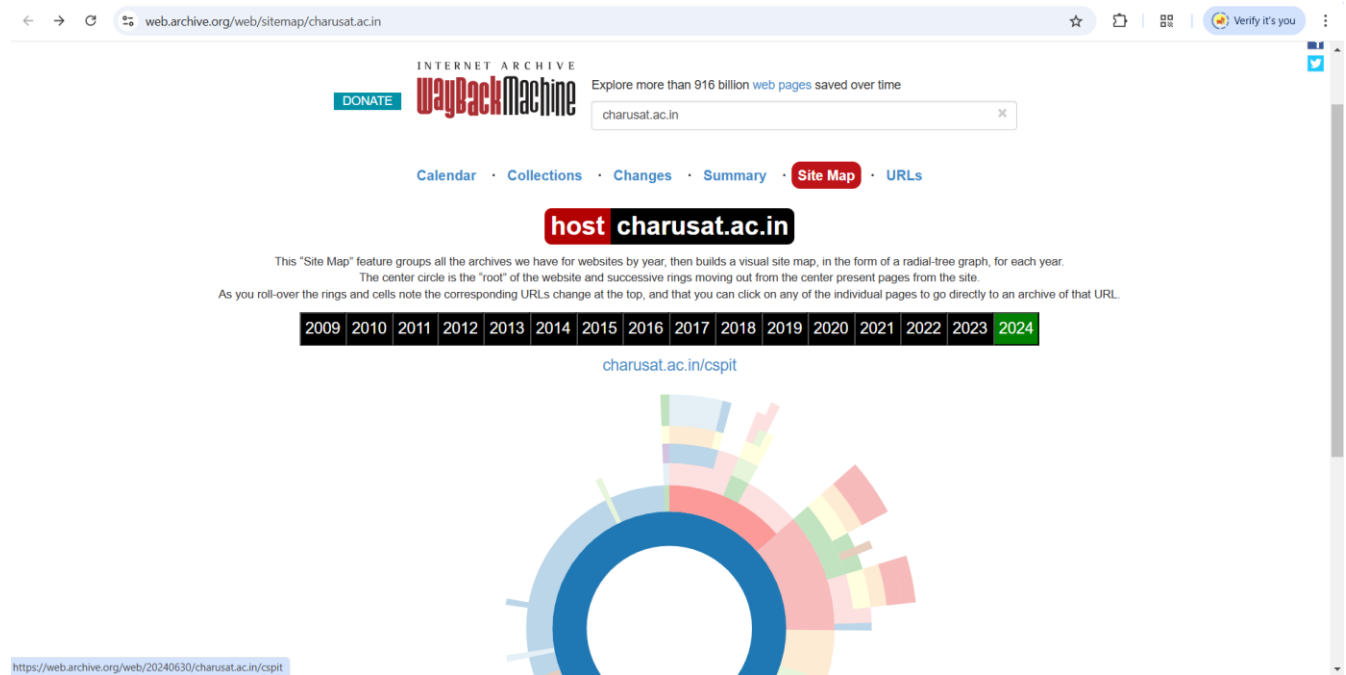 web.archive.org/web/sitemap/charusat.ac.in
Verify it's you
INTERNET ARCHIVE
WayBackMachine
DONATE
Explore more than 916 billion web pages saved over time
charusat.ac.in
Calendar · Collections · Changes · Summary · Site Map · URLs
host charusat.ac.in
This "Site Map" feature groups all the archives we have for websites by year, then builds a visual site map, in the form of a radial-tree graph, for each year.
The center circle is the "root" of the website and successive rings moving out from the center present pages from the site.
As you roll-over the rings and cells note the corresponding URLs change at the top, and that you can click on any of the individual pages to go directly to an archive of that URL.
2009 2010 2011 2012 2013 2014 2015 2016 2017 2018 2019 2020 2021 2022 2023 2024
charusat.ac.in/cspit
https://web.archive.org/web/20240630/charusat.ac.in/cspit